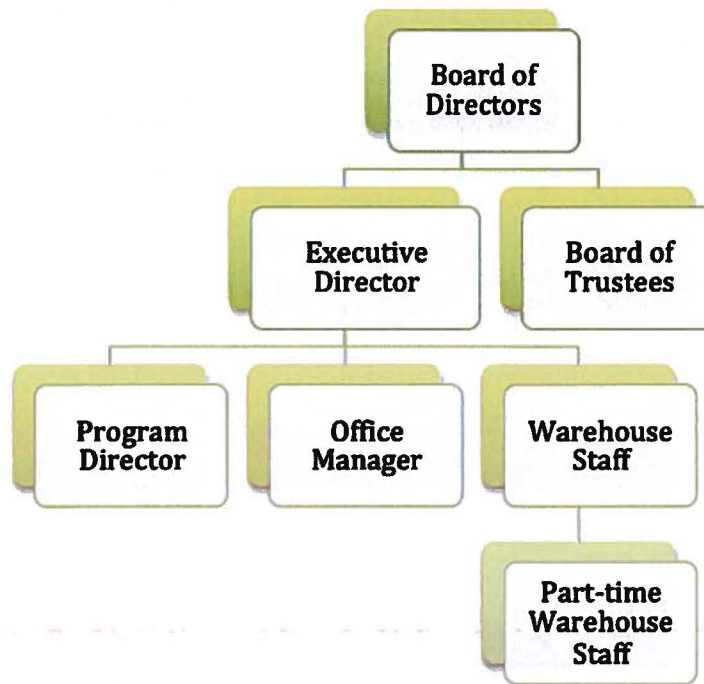 Board of
Directors
Executive
Director
Board of
Trustees
Program
Director
Office
Manager
Warehouse
Staff
Part-time
Warehouse
Staff